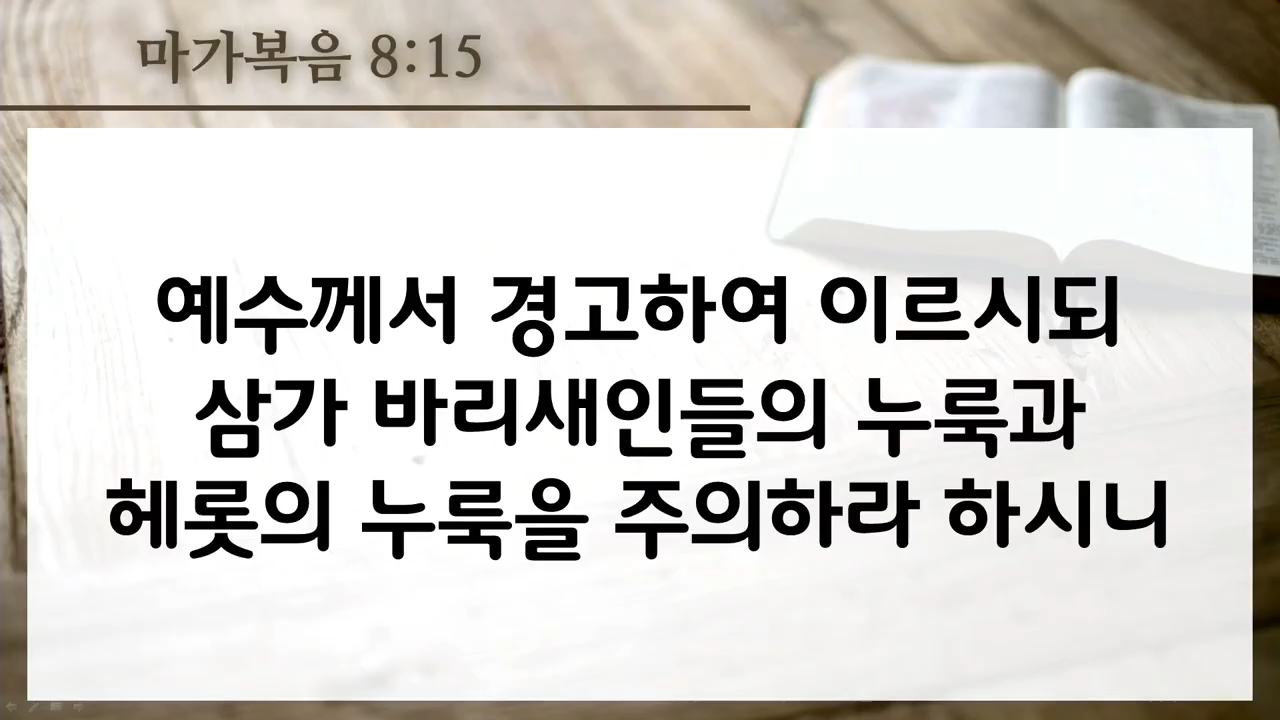 마가복음 8:15
예수께서 경고하여 이르시되
삼가 바리새인들의 누룩과
헤롯의 누룩을 주의하라 하시니